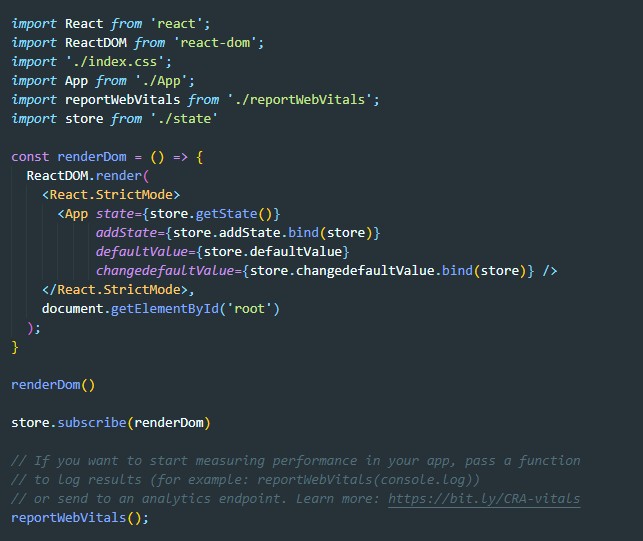 import React from 'react';
import ReactDOM from 'react-dom';
import './index.css';
import App from './App';
import reportWebVitals from './reportWebVitals';
import store from './state'
const renderDom = () => {
ReactDOM.render(
<React.StrictMode>
<App state={store.getState()}
addState={store.addState.bind(store)}
defaultValue={store.defaultValue}
changedefaultValue={store.changedefaultValue.bind(store)} />
</React.StrictMode>,
document.getElementById('root')
);
}
renderDom()
store.subscribe(renderDom)
// If you want to start measuring performance in your app, pass a function
// to log results (for example: reportWebVitals(console.log))
// or send to an analytics endpoint. Learn more: https://bit.ly/CRA-vitals
reportWebVitals();